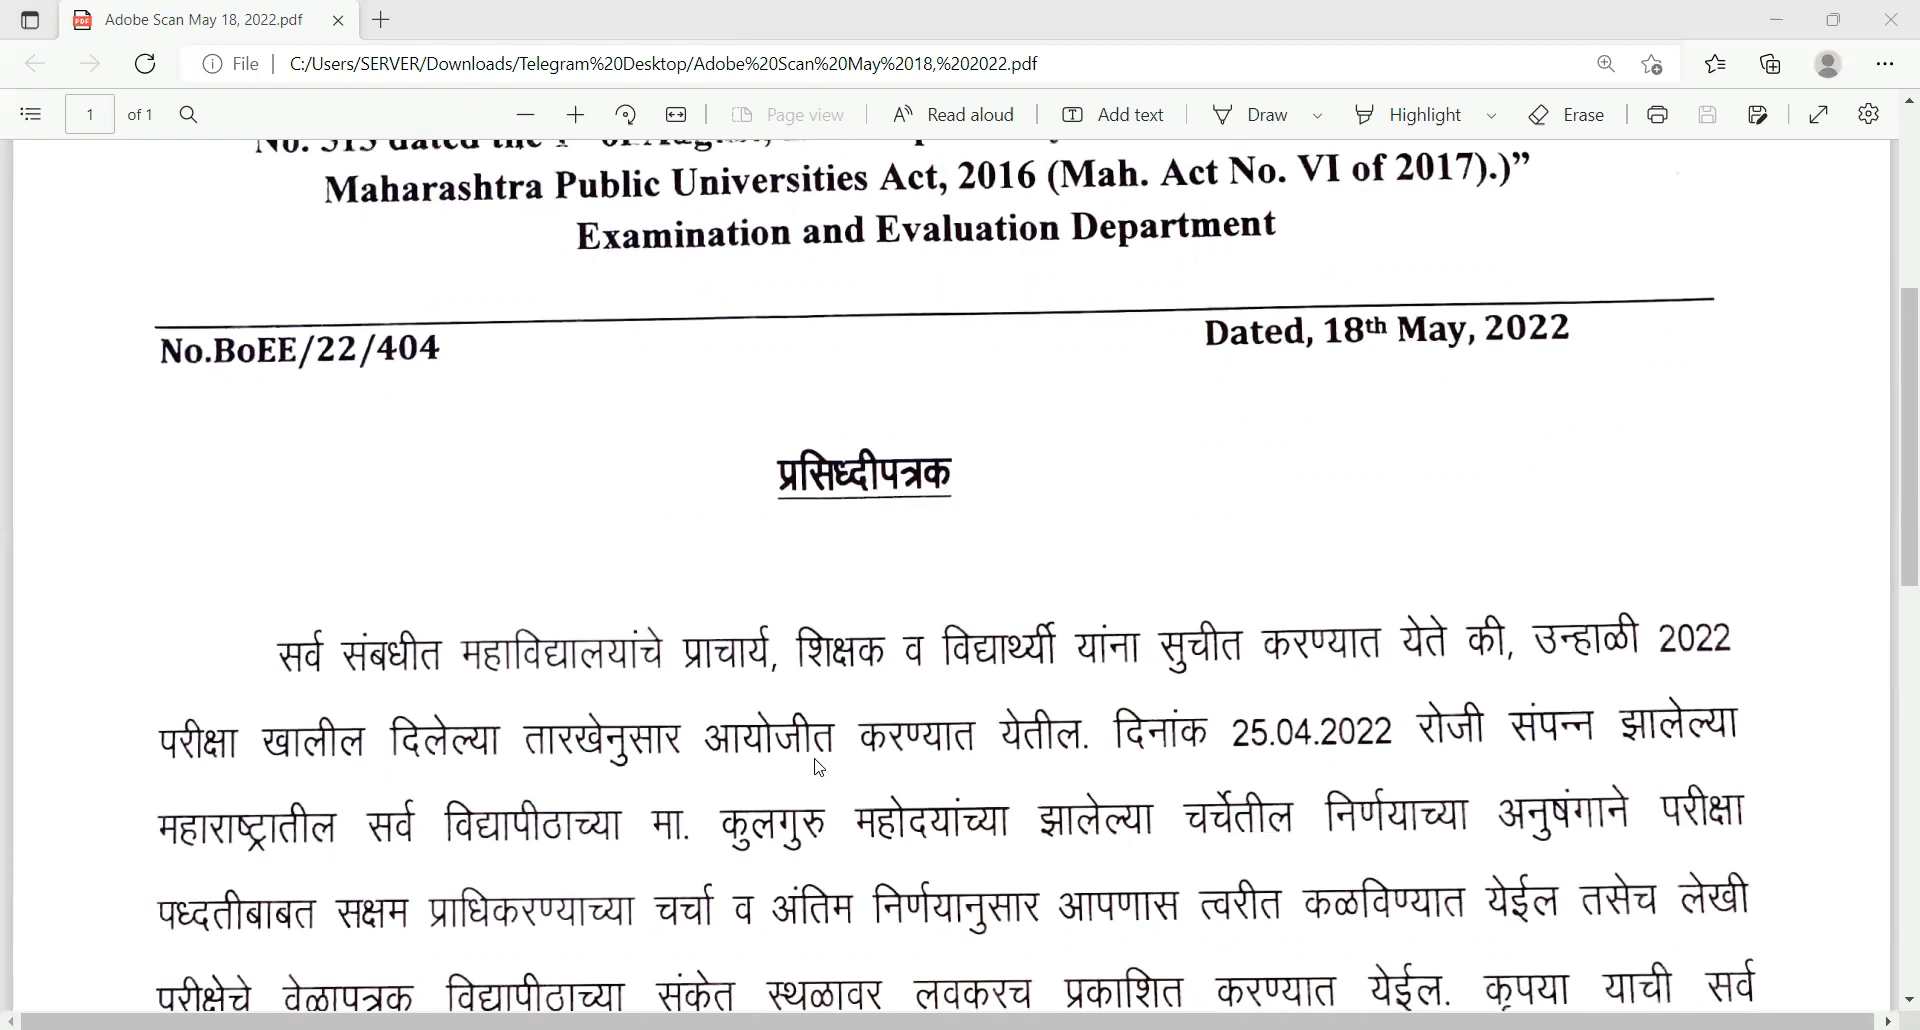 Adobe Scan May 18, 2022.pdf
File
C:/Users/SERVER/Downloads/Telegram%20Desktop/Adobe%20Scan%20May%2018,%202022.pdf
1 of 1
Page view
Read aloud
Add text
Draw
Highlight
Erase
Maharashtra Public Universities Act, 2016 (Mah. Act No. VI of 2017).)”
Examination and Evaluation Department
No.BoEE/22/404
Dated, 18th May, 2022
प्रसिध्दीपत्रक
सर्व संबधीत महाविद्यालयांचे प्राचार्य, शिक्षक व विद्यार्थ्यी यांना सुचीत करण्यात येते की, उन्हाळी 2022
परीक्षा खालील दिलेल्या तारखेनुसार आयोजीत करण्यात येतील. दिनांक 25.04.2022 रोजी संपन्न झालेल्या
महाराष्ट्रातील सर्व विद्यापीठाच्या मा. कुलगुरु महोदयांच्या झालेल्या चर्चेतील निर्णयाच्या अनुषंगाने परीक्षा
पध्दतीबाबत सक्षम प्राधिकरण्याच्या चर्चा व अंतिम निर्णयानुसार आपणास त्वरीत कळविण्यात येईल तसेच लेखी
परीक्षेचे वेळापत्रक विद्यापीठाच्या संकेत स्थळावर लवकरच प्रकाशित करण्यात येईल. कृपया याची सर्व